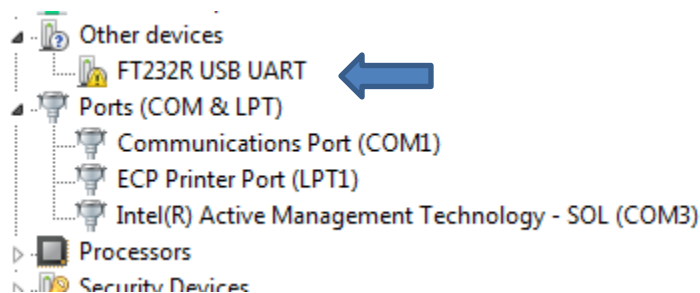 Other devices
FT232R USB UART
Ports (COM & LPT)
Communications Port (COM1)
ECP Printer Port (LPT1)
Intel(R) Active Management Technology - SOL (COM3)
Processors
Security Devices